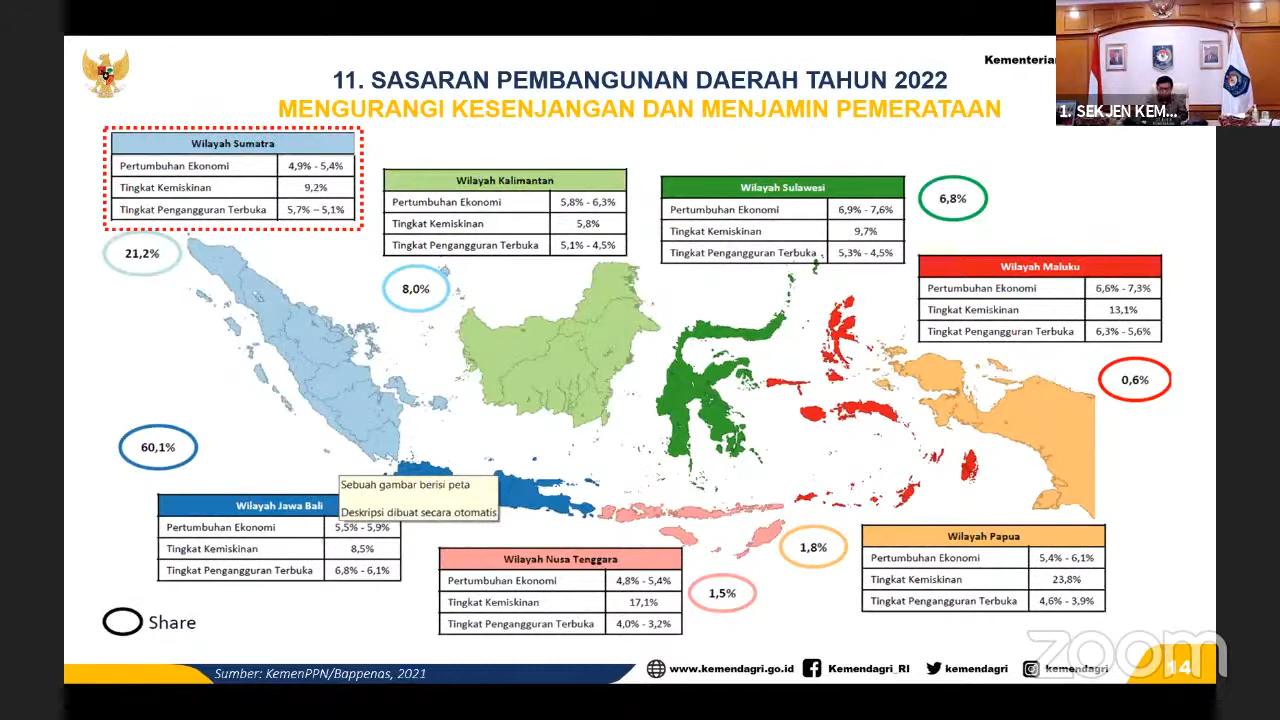 Kementerian
11. SASARAN PEMBANGUNAN DAERAH TAHUN 2022
MENGURANGI KESENJANGAN DAN MENJAMIN PEMERATAAN
1. SEKJEN KEM...
Wilayah Sumatra
Pertumbuhan Ekonomi 4,9% - 5,4%
Tingkat Kemiskinan 9,2%
Tingkat Pengangguran Terbuka 5,7% – 5,1%
21,2%
Wilayah Kalimantan
Pertumbuhan Ekonomi 5,8% - 6,3%
Tingkat Kemiskinan 5,8%
Tingkat Pengangguran Terbuka 5,1% - 4,5%
8,0%
Wilayah Sulawesi
Pertumbuhan Ekonomi 6,9% - 7,6%
Tingkat Kemiskinan 9,7%
Tingkat Pengangguran Terbuka 5,3% - 4,5%
6,8%
Wilayah Maluku
Pertumbuhan Ekonomi 6,6% - 7,3%
Tingkat Kemiskinan 13,1%
Tingkat Pengangguran Terbuka 6,3% - 5,6%
0,6%
60,1%
Sebuah gambar berisi peta
Deskripsi dibuat secara otomatis
Wilayah Jawa Bali
Pertumbuhan Ekonomi 5,5% - 5,9%
Tingkat Kemiskinan 8,5%
Tingkat Pengangguran Terbuka 6,8% - 6,1%
Wilayah Nusa Tenggara
Pertumbuhan Ekonomi 4,8% - 5,4%
Tingkat Kemiskinan 17,1%
Tingkat Pengangguran Terbuka 4,0% - 3,2%
1,5%
1,8%
Wilayah Papua
Pertumbuhan Ekonomi 5,4% - 6,1%
Tingkat Kemiskinan 23,8%
Tingkat Pengangguran Terbuka 4,6% - 3,9%
Share
zoom
Sumber: KemenPPN/Bappenas, 2021
www.kemendagri.go.id Kemendagri_RI kemendagri kemendagri
14